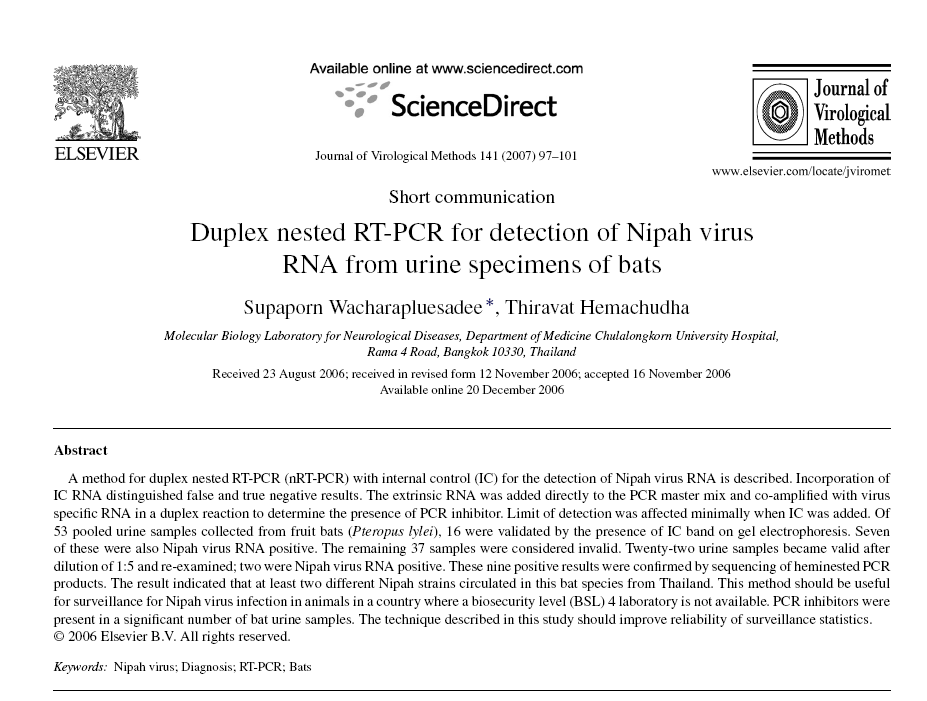 Available online at www.sciencedirect.com
ScienceDirect
ELSEVIER
Journal of Virological Methods 141 (2007) 97–101
Journal of
Virological
Methods
www.elsevier.com/locate/jviromet
Short communication
Duplex nested RT-PCR for detection of Nipah virus
RNA from urine specimens of bats
Supaporn Wacharapluesadee*, Thiravat Hemachudha
Molecular Biology Laboratory for Neurological Diseases, Department of Medicine Chulalongkorn University Hospital,
Rama 4 Road, Bangkok 10330, Thailand
Received 23 August 2006; received in revised form 12 November 2006; accepted 16 November 2006
Available online 20 December 2006
Abstract
A method for duplex nested RT-PCR (nRT-PCR) with internal control (IC) for the detection of Nipah virus RNA is described. Incorporation of
IC RNA distinguished false and true negative results. The extrinsic RNA was added directly to the PCR master mix and co-amplified with virus
specific RNA in a duplex reaction to determine the presence of PCR inhibitor. Limit of detection was affected minimally when IC was added. Of
53 pooled urine samples collected from fruit bats (Pteropus lylei), 16 were validated by the presence of IC band on gel electrophoresis. Seven
of these were also Nipah virus RNA positive. The remaining 37 samples were considered invalid. Twenty-two urine samples became valid after
dilution of 1:5 and re-examined; two were Nipah virus RNA positive. These nine positive results were confirmed by sequencing of heminested PCR
products. The result indicated that at least two different Nipah strains circulated in this bat species from Thailand. This method should be useful
for surveillance for Nipah virus infection in animals in a country where a biosecurity level (BSL) 4 laboratory is not available. PCR inhibitors were
present in a significant number of bat urine samples. The technique described in this study should improve reliability of surveillance statistics.
© 2006 Elsevier B.V. All rights reserved.
Keywords: Nipah virus; Diagnosis; RT-PCR; Bats